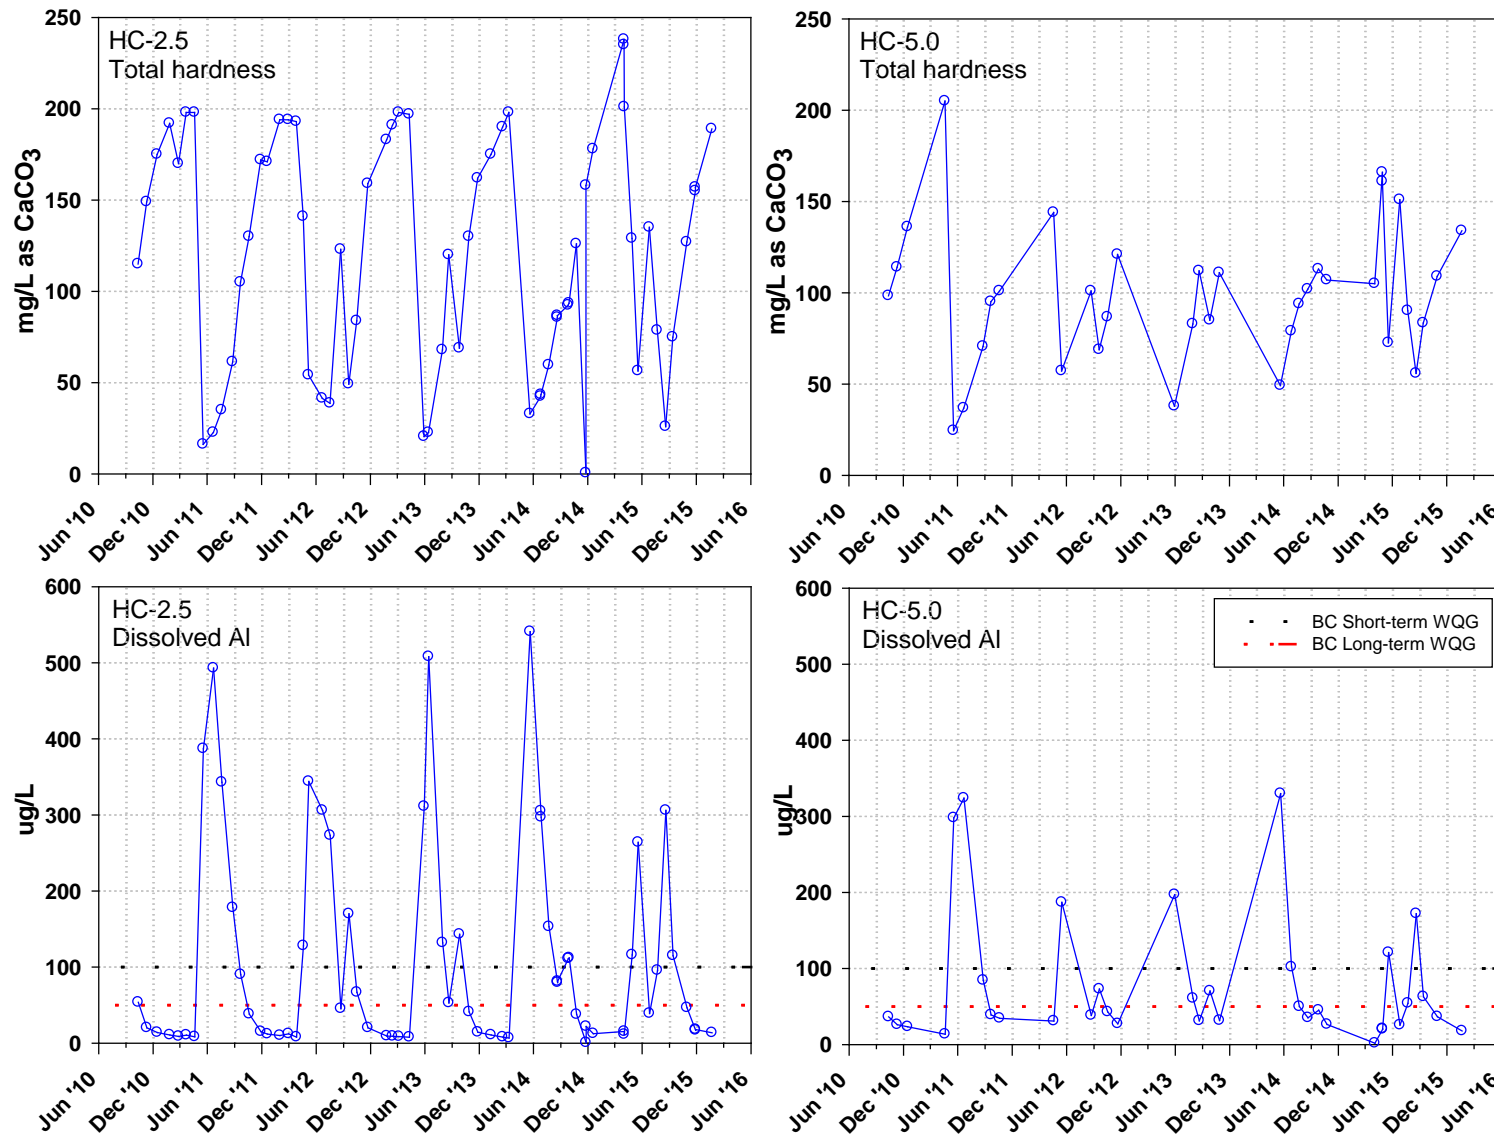 HC-2.5
Total hardness
mg/L as CaCO3
250
200
150
100
50
0
Jun '10
Dec '10
Jun '11
Dec '11
Jun '12
Dec '12
Jun '13
Dec '13
Jun '14
Dec '14
Jun '15
Dec '15
Jun '16
HC-5.0
Total hardness
mg/L as CaCO3
250
200
150
100
50
0
Jun '10
Dec '10
Jun '11
Dec '11
Jun '12
Dec '12
Jun '13
Dec '13
Jun '14
Dec '14
Jun '15
Dec '15
Jun '16
HC-2.5
Dissolved Al
ug/L
600
500
400
300
200
100
0
Jun '10
Dec '10
Jun '11
Dec '11
Jun '12
Dec '12
Jun '13
Dec '13
Jun '14
Dec '14
Jun '15
Dec '15
Jun '16
HC-5.0
Dissolved Al
BC Short-term WQG
BC Long-term WQG
ug/L
600
500
400
300
200
100
0
Jun '10
Dec '10
Jun '11
Dec '11
Jun '12
Dec '12
Jun '13
Dec '13
Jun '14
Dec '14
Jun '15
Dec '15
Jun '16